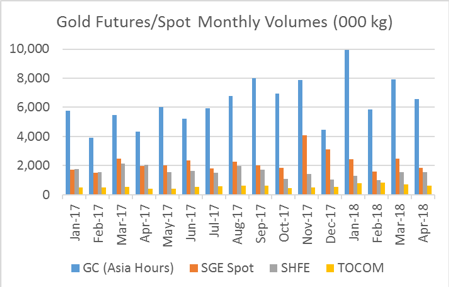 Gold Futures/Spot Monthly Volumes (000 kg)
10,000
8,000
6,000
4,000
2,000
0
Jan-17
Feb-17
Mar-17
Apr-17
May-17
Jun-17
Jul-17
Aug-17
Sep-17
Oct-17
Nov-17
Dec-17
Jan-18
Feb-18
Mar-18
Apr-18
GC (Asia Hours) SGE Spot SHFE TOCOM